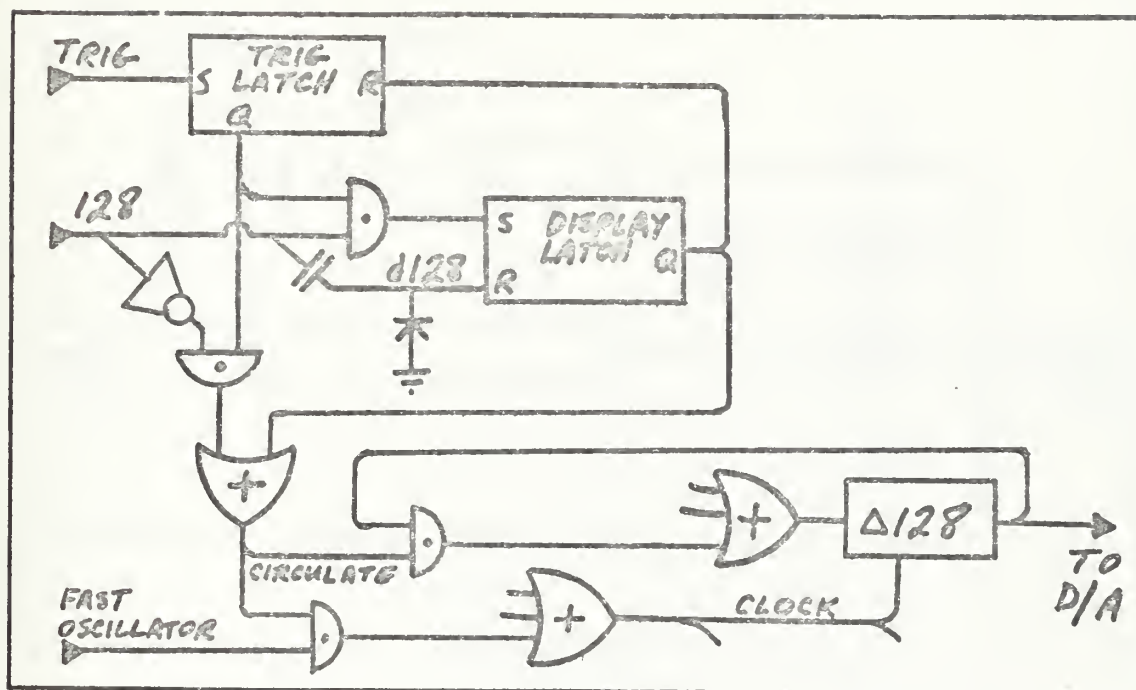 TRIG
TRIG
LATCH
S
R
Q
128
S
DISPLAY
LATCH
Q
d128
R
•
•
+
•
+
Δ128
CIRCULATE
TO
D/A
FAST
OSCILLATOR
•
+
CLOCK